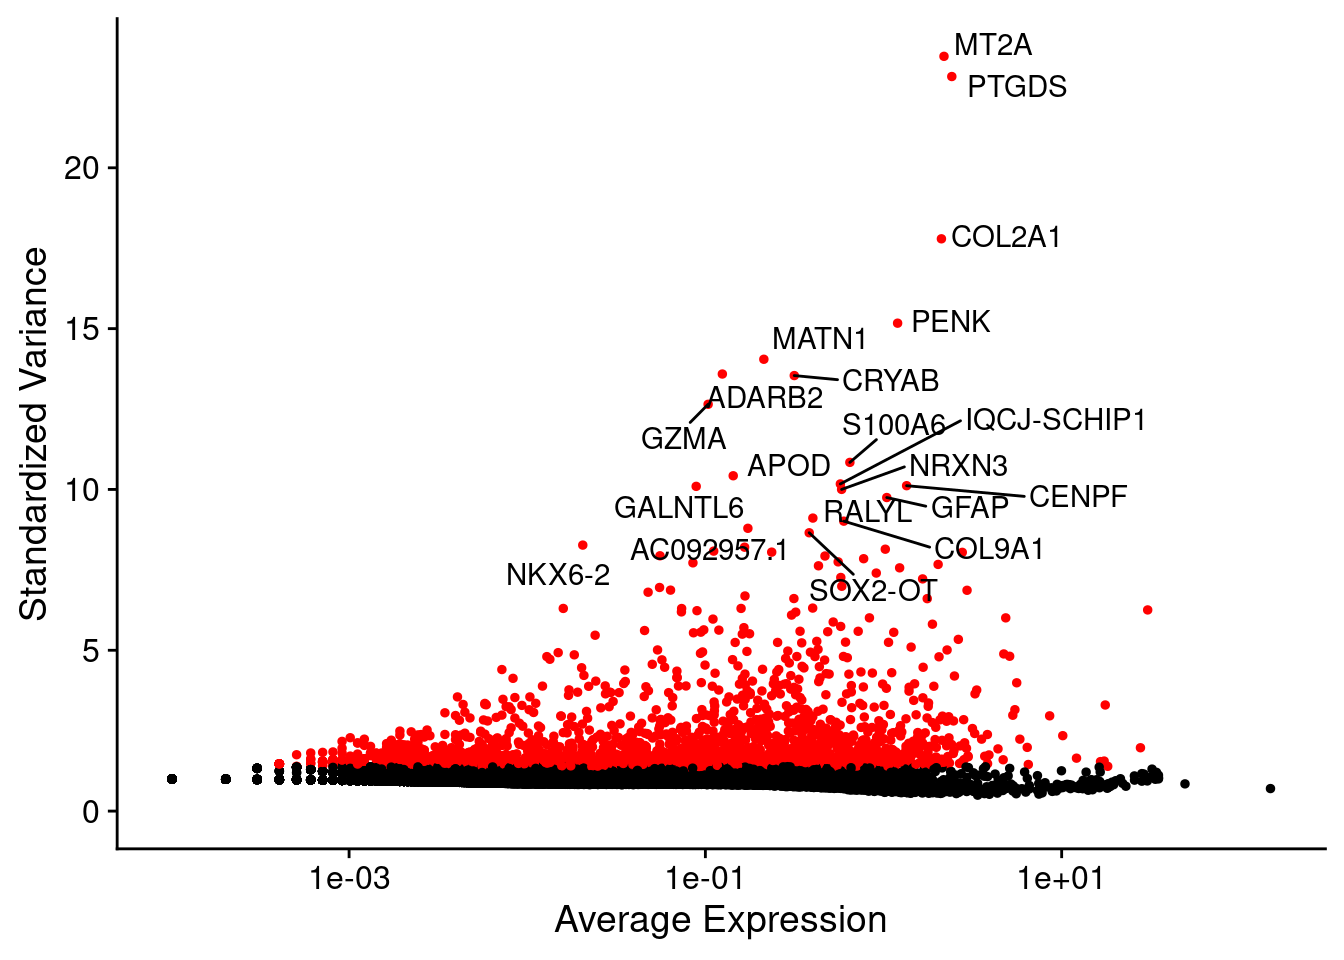 MT2A
PTGDS
20
COL2A1
Standardized Variance
15
PENK
MATN1
CRYAB
ADARB2
GZMA
S100A6
IQCJ-SCHIP1
APOD
NRXN3
10
CENPF
GALNTL6
RALYL
GFAP
AC092957.1
COL9A1
NKX6-2
SOX2-OT
5
0
1e-03
1e-01
1e+01
Average Expression